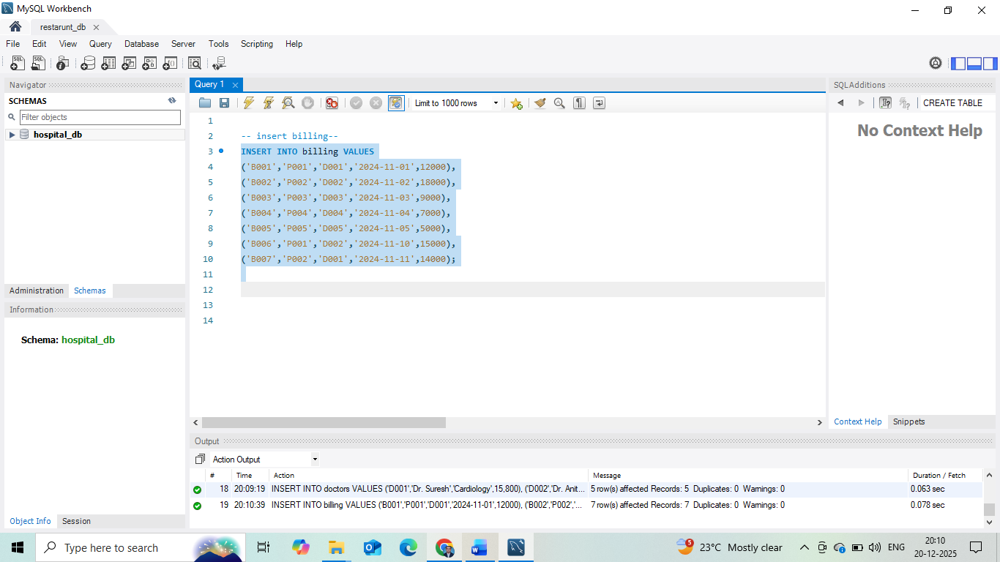 MySQL Workbench
restarunt_db
File Edit View Query Database Server Tools Scripting Help
Navigator
SCHEMAS
Filter objects
hospital_db
Administration Schemas
Information
Schema: hospital_db
Object Info Session
Query 1
Limit to 1000 rows
1
2 -- insert billing--
3 INSERT INTO billing VALUES
4 ('B001','P001','D001','2024-11-01',12000),
5 ('B002','P002','D002','2024-11-02',18000),
6 ('B003','P003','D003','2024-11-03',9000),
7 ('B004','P004','D004','2024-11-04',7000),
8 ('B005','P005','D005','2024-11-05',5000),
9 ('B006','P001','D002','2024-11-10',15000),
10 ('B007','P002','D001','2024-11-11',14000);
11
12
13
14
SQLAdditions
CREATE TABLE
No Context Help
Context Help Snippets
Output
Action Output
# Time Action Message Duration / Fetch
18 20:09:19 INSERT INTO doctors VALUES ('D001','Dr. Suresh','Cardiology',15,800), ('D002','Dr. Anit... 5 row(s) affected Records: 5 Duplicates: 0 Warnings: 0 0.063 sec
19 20:10:39 INSERT INTO billing VALUES ('B001','P001','D001','2024-11-01',12000), ('B002','P002','... 7 row(s) affected Records: 7 Duplicates: 0 Warnings: 0 0.078 sec
Type here to search
5
23°C Mostly clear
ENG
20:10
20-12-2025